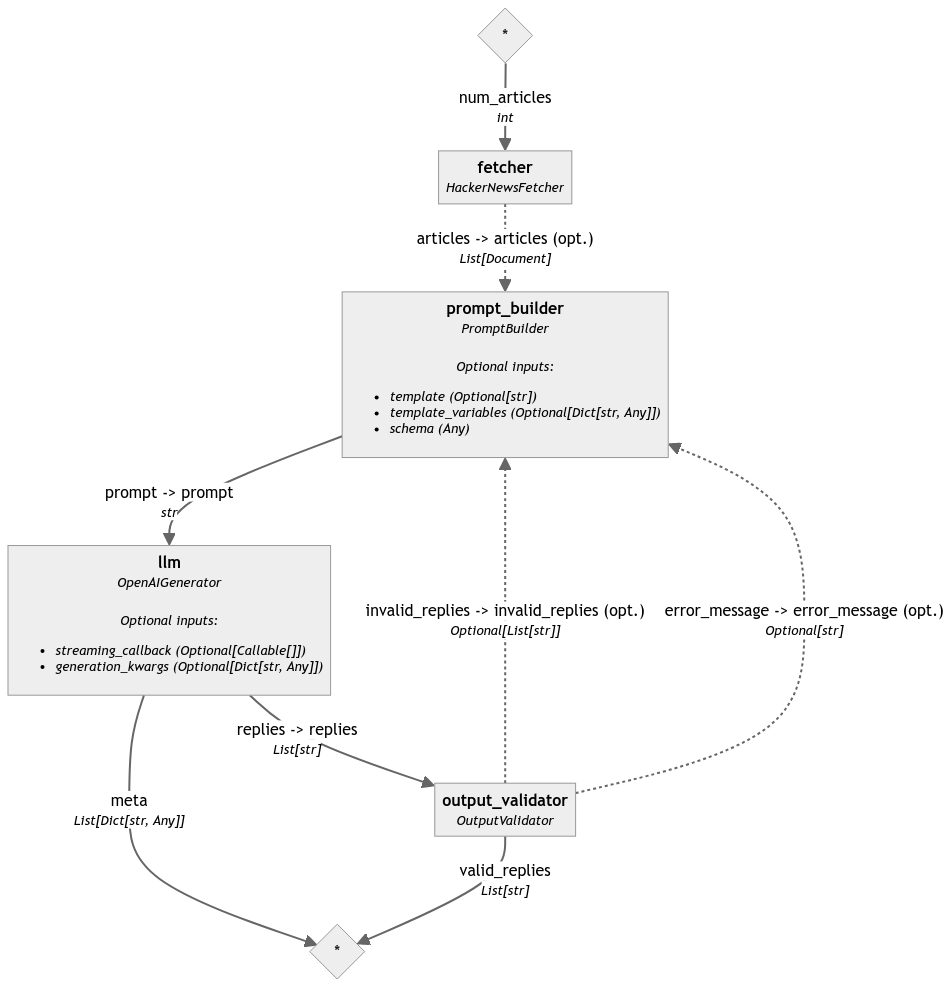 *
num_articles
int
fetcher
HackerNewsFetcher
articles -> articles (opt.)
List[Document]
prompt_builder
PromptBuilder
Optional inputs:
• template (Optional[str])
• template_variables (Optional[Dict[str, Any]])
• schema (Any)
prompt -> prompt
str
llm
OpenAIGenerator
Optional inputs:
• streaming_callback (Optional[Callable[]])
• generation_kwargs (Optional[Dict[str, Any]])
invalid_replies -> invalid_replies (opt.)
Optional[List[str]]
error_message -> error_message (opt.)
Optional[str]
replies -> replies
List[str]
meta
List[Dict[str, Any]]
output_validator
OutputValidator
valid_replies
List[str]
*